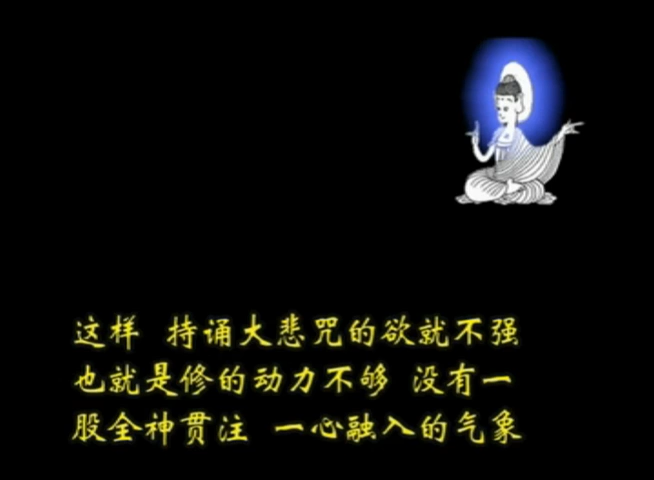 这样 持诵大悲咒的欲就不强
也就是修的动力不够 没有一
股全神贯注 一心融入的气象